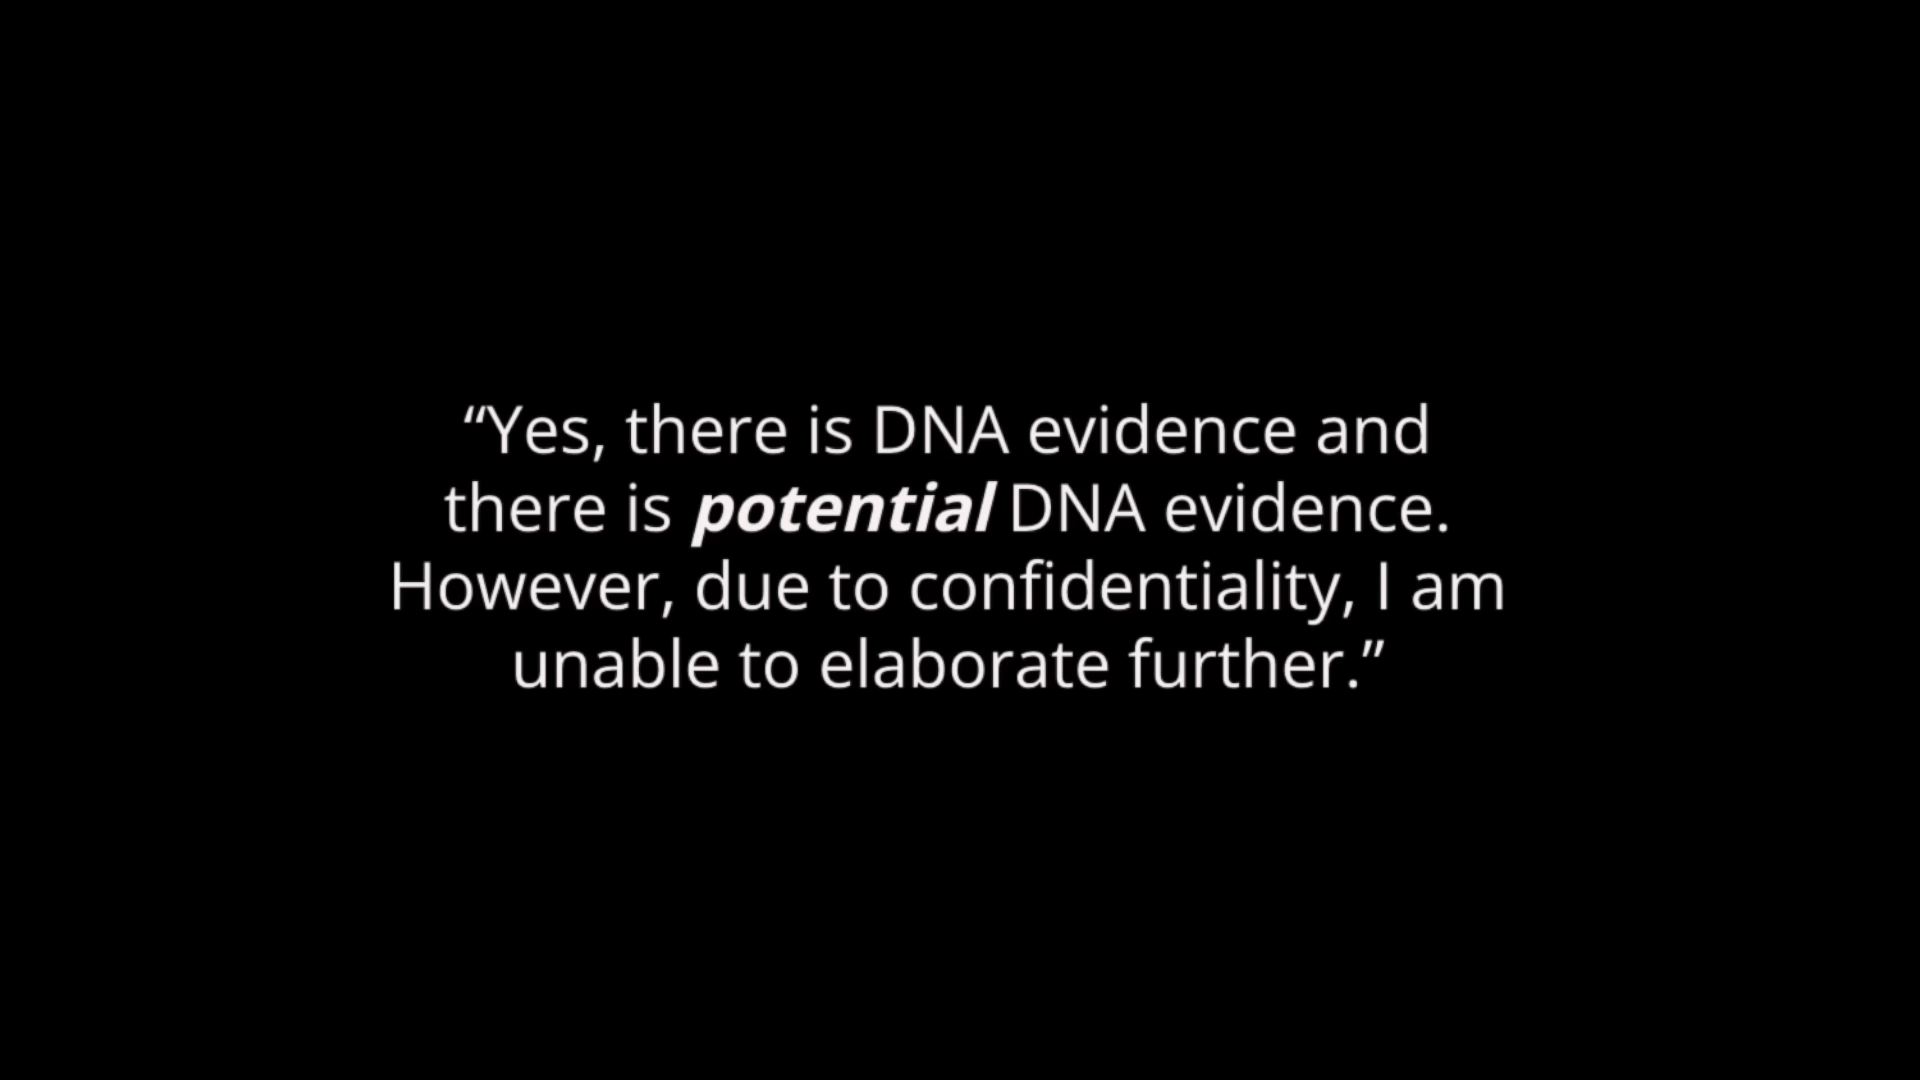 “Yes, there is DNA evidence and
there is potential DNA evidence.
However, due to confidentiality, I am
unable to elaborate further.”